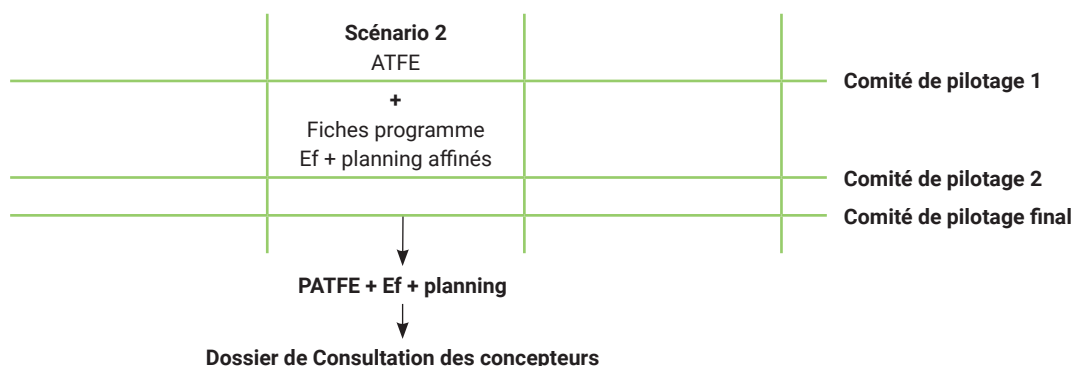 Scénario 2
ATFE
Comité de pilotage 1
+
Fiches programme
Ef + planning affinés
Comité de pilotage 2
Comité de pilotage final
PATFE + Ef + planning
Dossier de Consultation des concepteurs